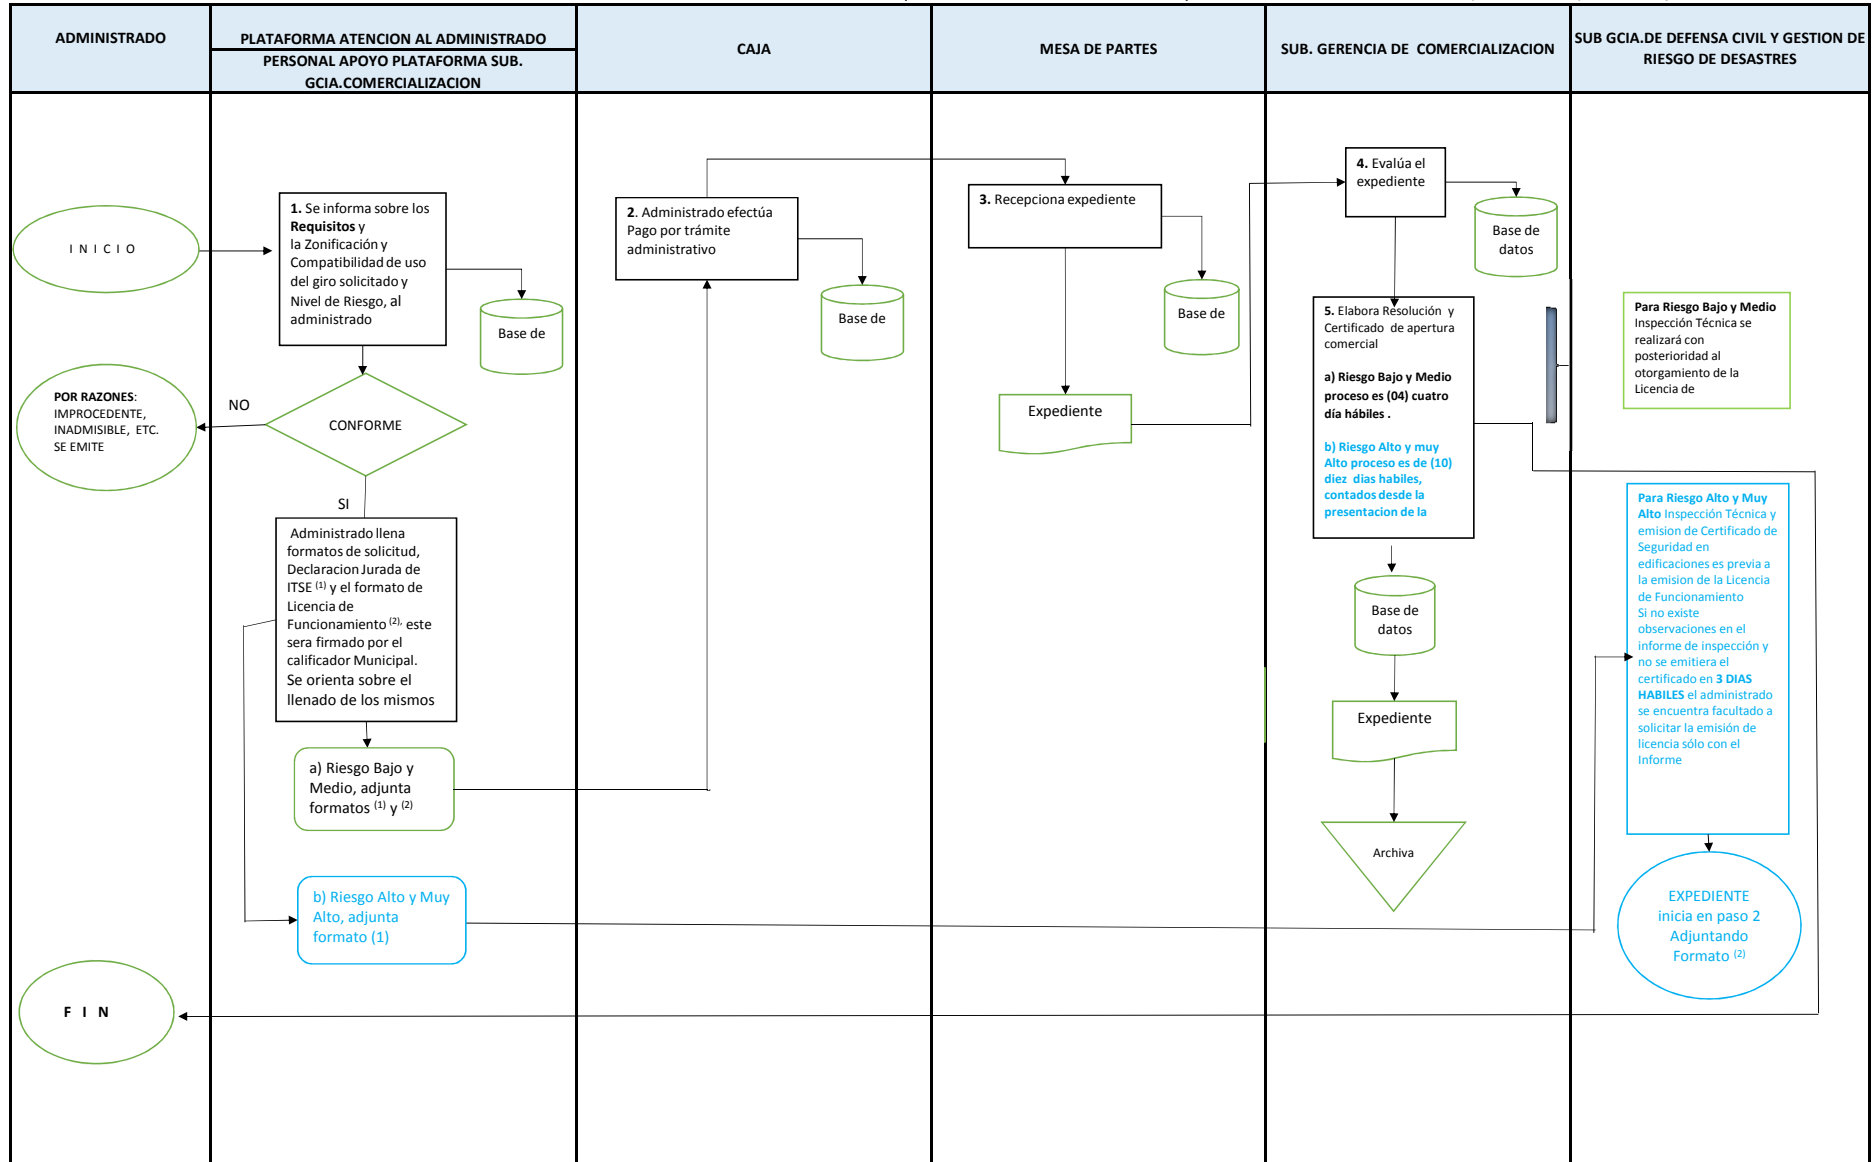 ADMINISTRADO
PLATAFORMA ATENCION AL ADMINISTRADO
PERSONAL APOYO PLATAFORMA SUB.
GCIA.COMERCIALIZACION
CAJA
MESA DE PARTES
SUB. GERENCIA DE COMERCIALIZACION
SUB GCIA.DE DEFENSA CIVIL Y GESTION DE
RIESGO DE DESASTRES
I N I C I O
1. Se informa sobre los
Requisitos y
la Zonificación y
Compatibilidad de uso
del giro solicitado y
Nivel de Riesgo, al
administrado
Base de
POR RAZONES:
IMPROCEDENTE,
INADMISIBLE, ETC.
SE EMITE
NO
CONFORME
SI
Administrado llena
formatos de solicitud,
Declaracion Jurada de
ITSE (1) y el formato de
Licencia de
Funcionamiento (2), este
sera firmado por el
calificador Municipal.
Se orienta sobre el
llenado de los mismos
a) Riesgo Bajo y
Medio, adjunta
formatos (1) y (2)
b) Riesgo Alto y Muy
Alto, adjunta
formato (1)
F I N
2. Administrado efectúa
Pago por trámite
administrativo
Base de
3. Recepciona expediente
Base de
Expediente
4. Evalúa el
expediente
Base de
datos
5. Elabora Resolución y
Certificado de apertura
comercial
a) Riesgo Bajo y Medio
proceso es (04) cuatro
día hábiles .
b) Riesgo Alto y muy
Alto proceso es de (10)
diez dias habiles,
contados desde la
presentacion de la
Base de
datos
Expediente
Archiva
Para Riesgo Bajo y Medio
Inspección Técnica se
realizará con
posterioridad al
otorgamiento de la
Licencia de
Para Riesgo Alto y Muy
Alto Inspección Técnica y
emision de Certificado de
Seguridad en
edificaciones es previa a
la emision de la Licencia
de Funcionamiento
Si no existe
observaciones en el
informe de inspección y
no se emitiera el
certificado en 3 DIAS
HABILES el administrado
se encuentra facultado a
solicitar la emisión de
licencia sólo con el
Informe
EXPEDIENTE
inicia en paso 2
Adjuntando
Formato (2)